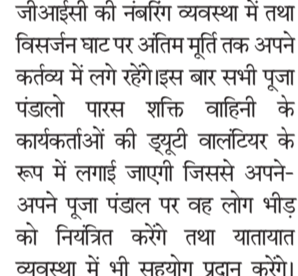 जीआईसी की नंबरिंग व्यवस्था में तथा
विसर्जन घाट पर अंतिम मूर्ति तक अपने
कर्तव्य में लगे रहेंगे।इस बार सभी पूजा
पंडालो पारस शक्ति वाहिनी के
कार्यकर्ताओं की ड्यूटी वालंटियर के
रूप में लगाई जाएगी जिससे अपने-
अपने पूजा पंडाल पर वह लोग भीड़
को नियंत्रित करेंगे तथा यातायात
व्यवस्था में भी सहयोग प्रदान करेंगे।